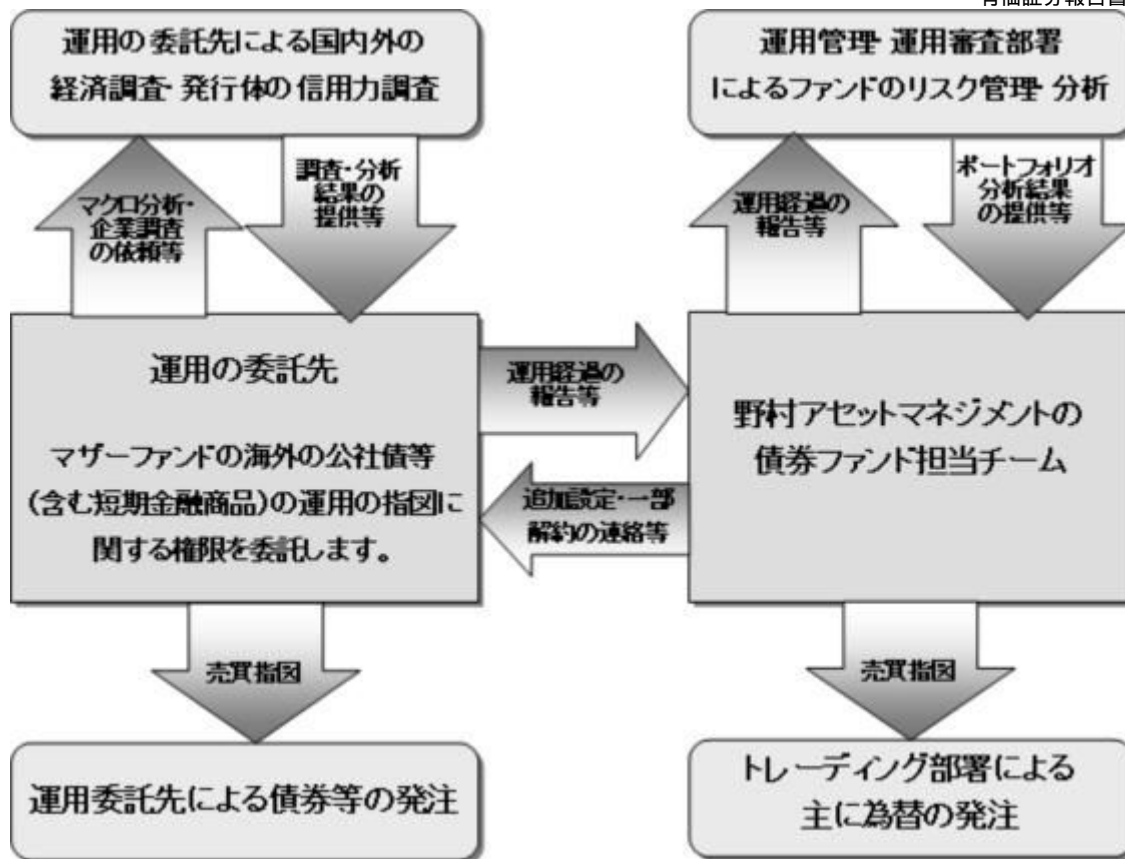 有価証券報告書
運用の委託先による国内外の
経済調査・発行体の信用力調査
運用管理・運用審査部署
によるファンドのリスク管理・分析
マクロ分析・
企業調査
の依頼等
調査・分析
結果の
提供等
運用経過の
報告等
ポートフォリオ
分析結果
の提供等
運用の委託先
マザーファンドの海外の公社債等
(含む短期金融商品)の運用の指図に
関する権限を委託します。
運用経過の
報告等
追加設定・一部
解約の連絡等
野村アセットマネジメントの
債券ファンド担当チーム
売買指図
売買指図
運用委託先による債券等の発注
トレーディング部署による
主に為替の発注